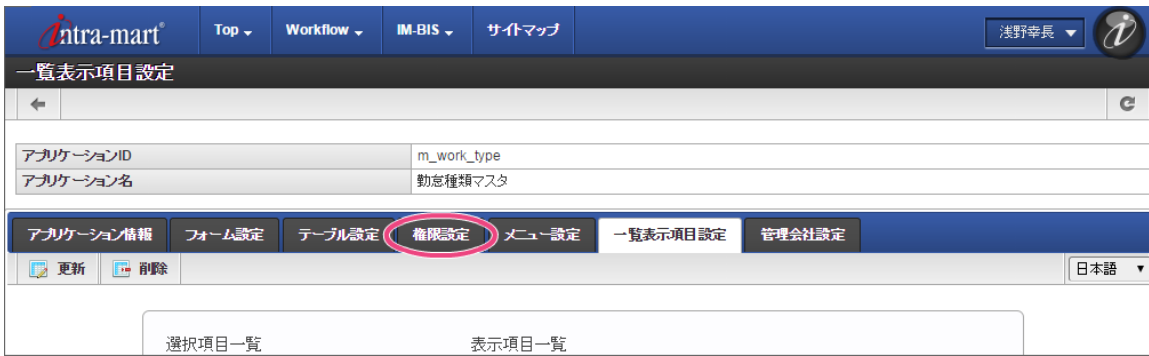 intra-mart® Top Workflow IM-BIS サイトマップ 浅野幸長
一覧表示項目設定
アプリケーションID m_work_type
アプリケーション名 勤怠種類マスタ
アプリケーション情報 フォーム設定 テーブル設定 権限設定 メニュー設定 一覧表示項目設定 管理会社設定
更新 削除 日本語
選択項目一覧 表示項目一覧